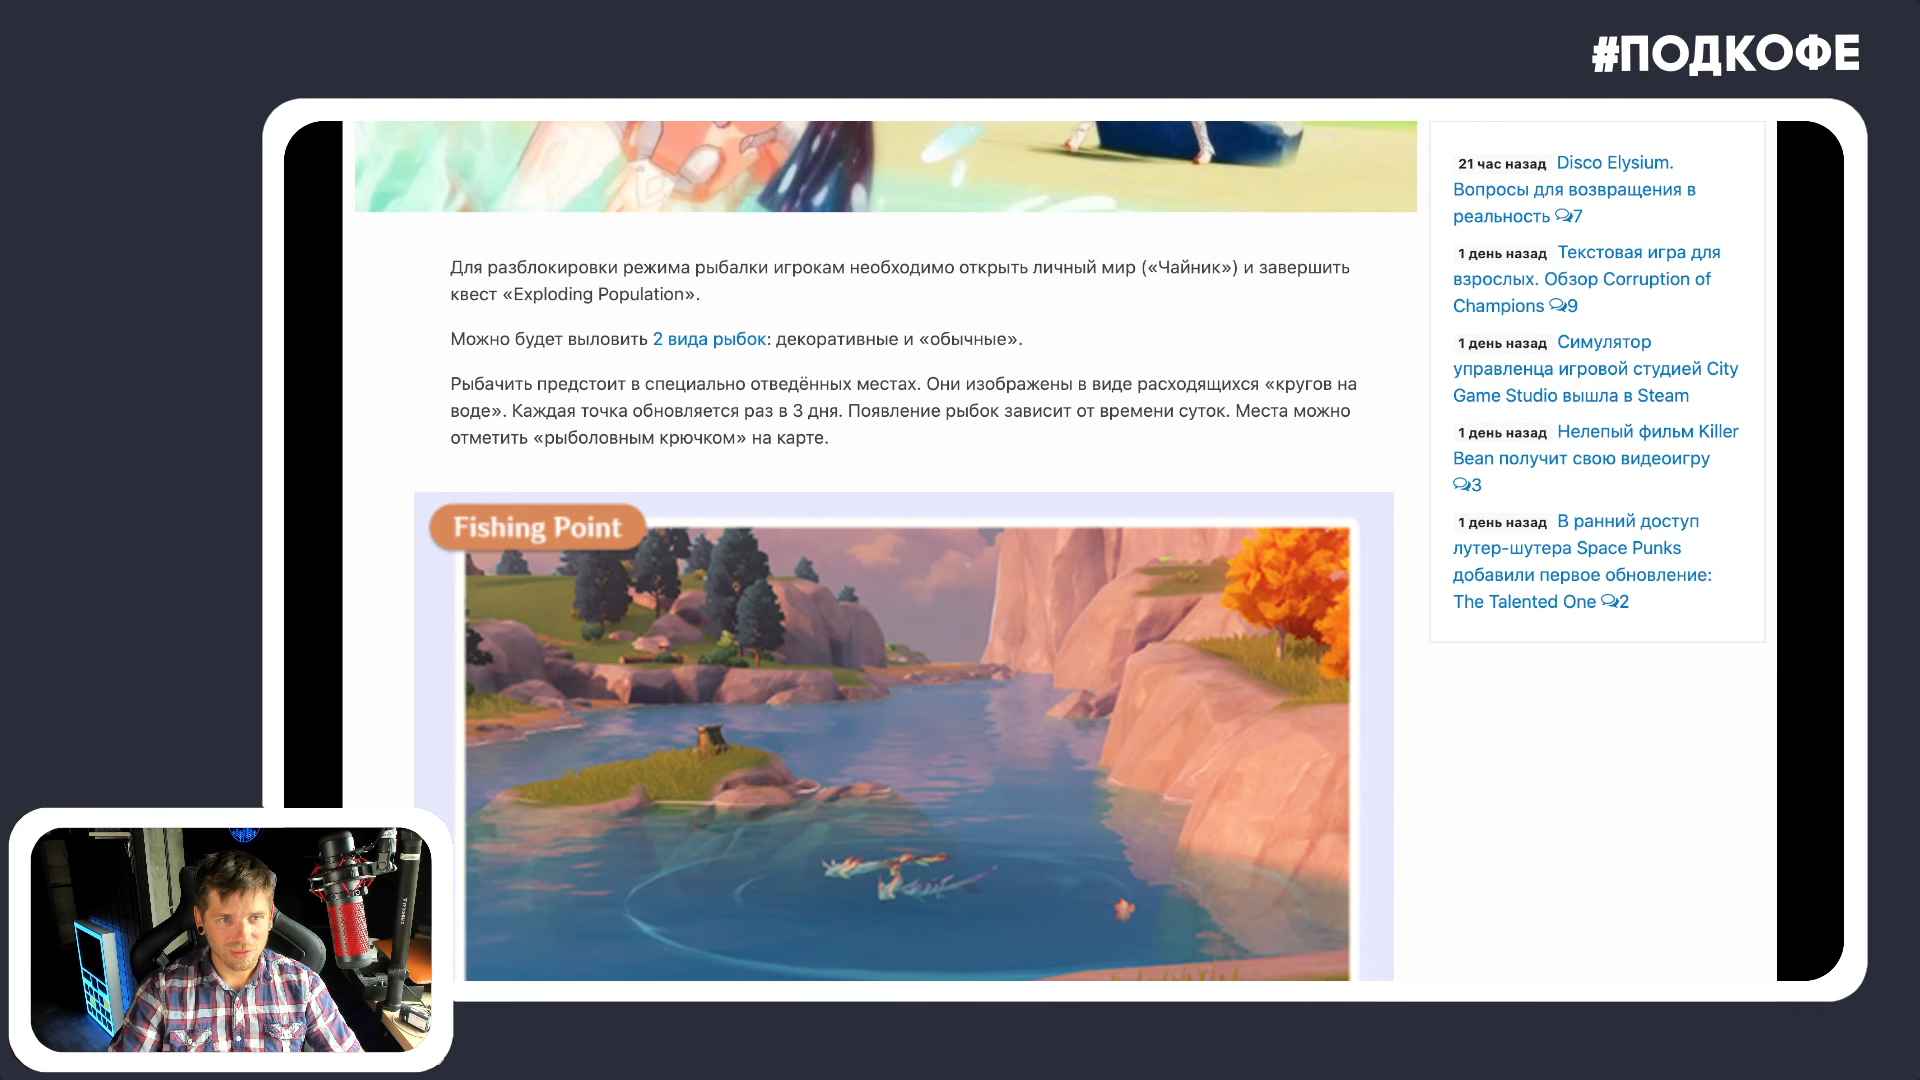 #ПОДКОФЕ
Для разблокировки режима рыбалки игрокам необходимо открыть личный мир («Чайник») и завершить
квест «Exploding Population».
Можно будет выловить 2 вида рыбок: декоративные и «обычные».
Рыбачить предстоит в специально отведённых местах. Они изображены в виде расходящихся «кругов на
воде». Каждая точка обновляется раз в 3 дня. Появление рыбок зависит от времени суток. Места можно
отметить «рыболовным крючком» на карте.
Fishing Point
21 час назад Disco Elysium.
Вопросы для возвращения в
реальность 7
1 день назад Текстовая игра для
взрослых. Обзор Corruption of
Champions 9
1 день назад Симулятор
управленца игровой студией City
Game Studio вышла в Steam
1 день назад Нелепый фильм Killer
Bean получит свою видеоигру
3
1 день назад В ранний доступ
лутер-шутера Space Punks
добавили первое обновление:
The Talented One 2